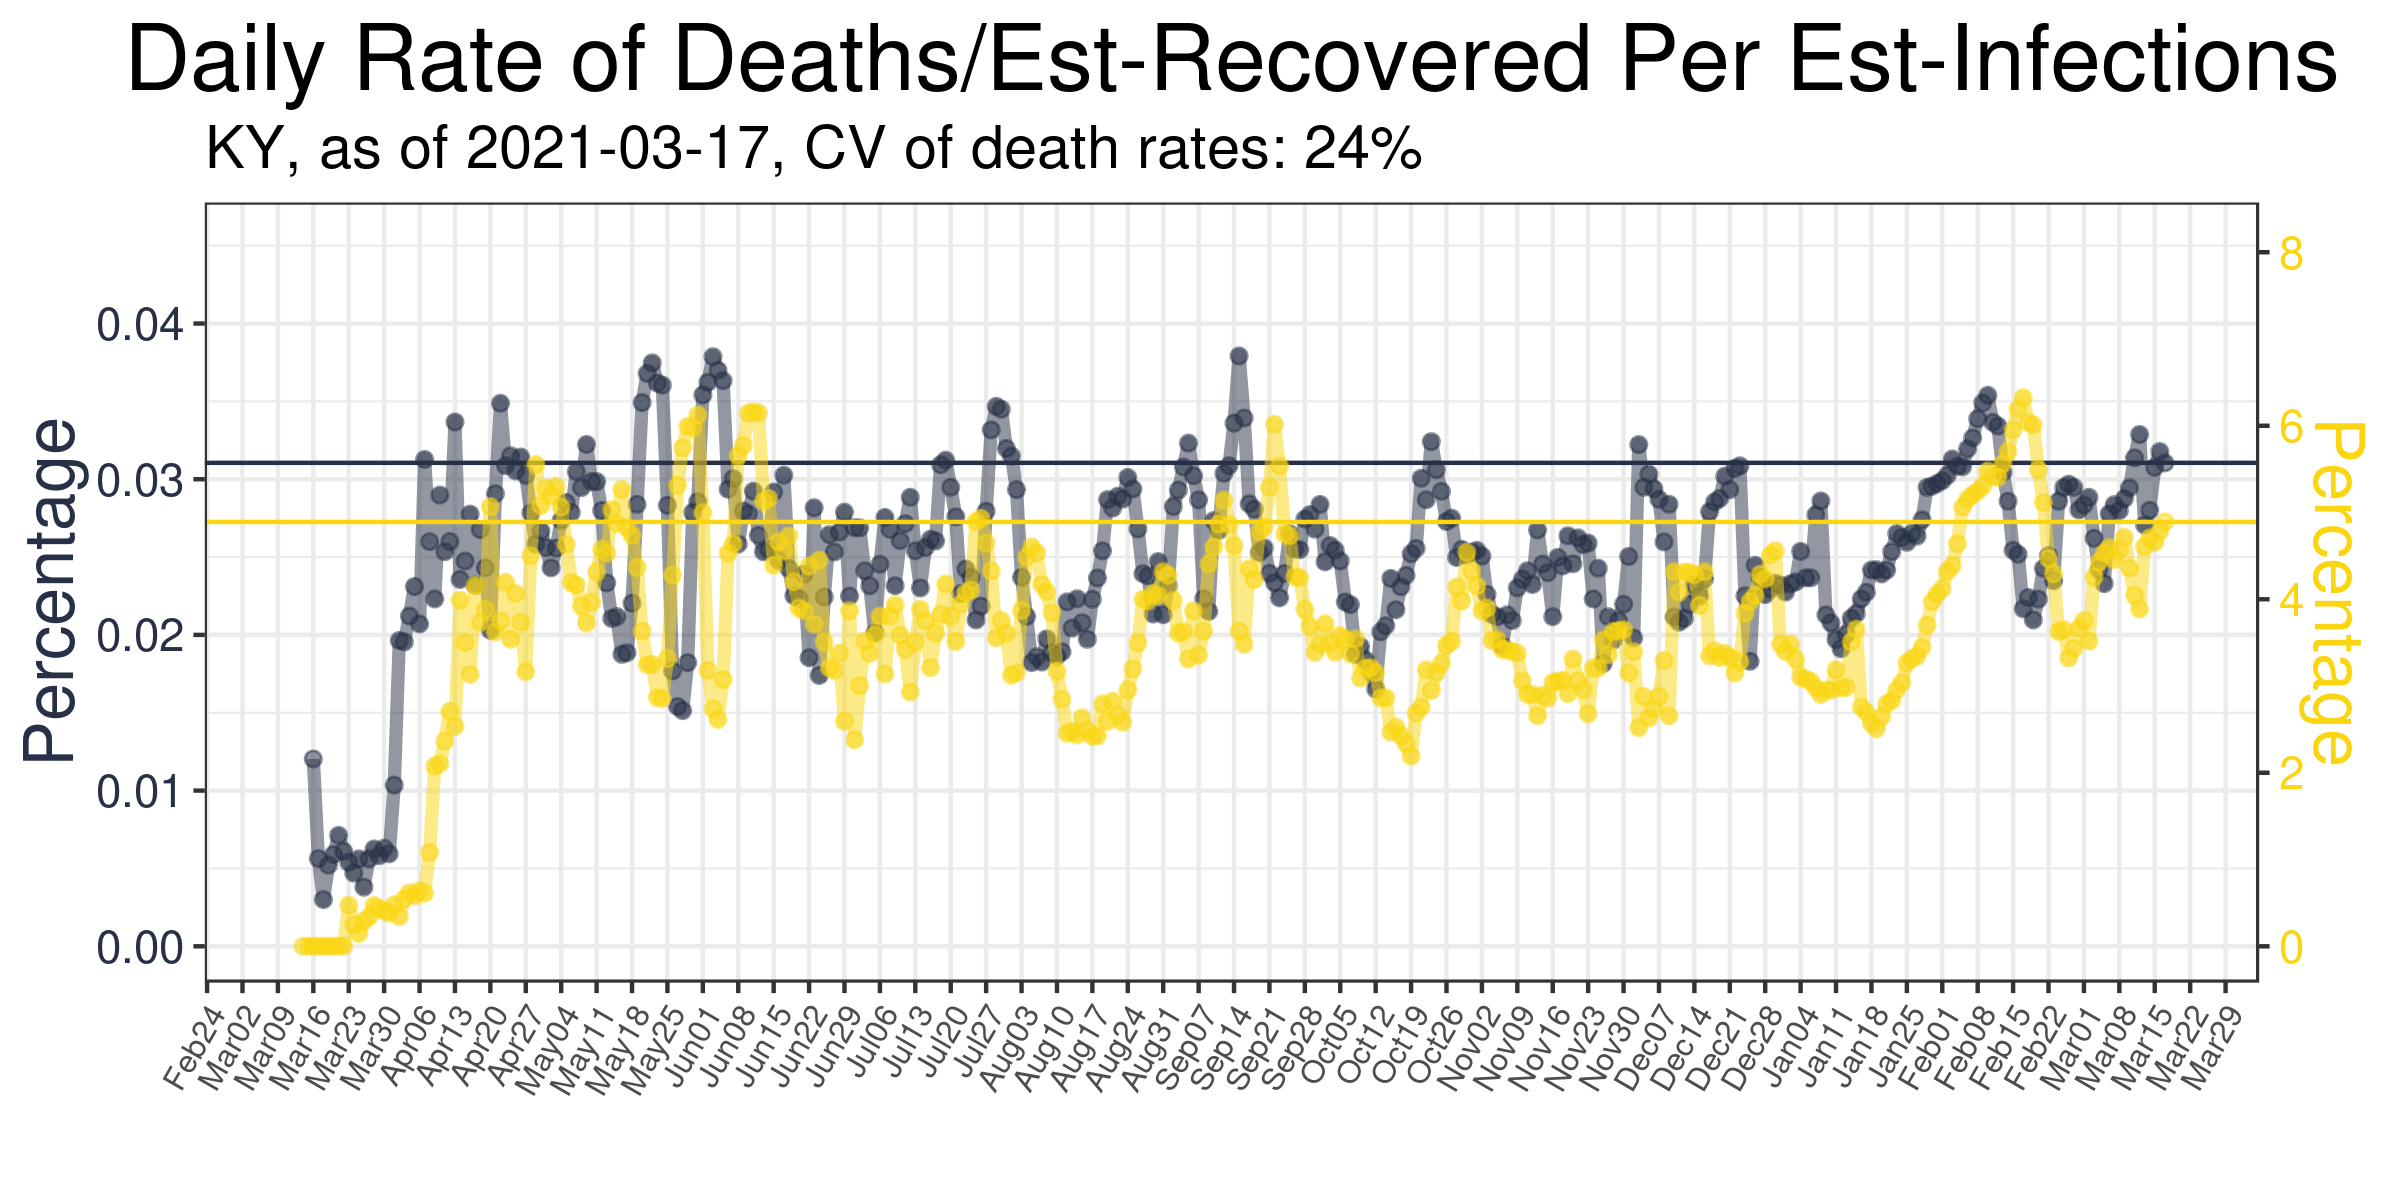 Daily Rate of Deaths/Est-Recovered Per Est-Infections
KY, as of 2021-03-17, CV of death rates: 24%
Percentage
0.04
0.03
0.02
0.01
0.00
8
6
4
2
0
Percentage
Feb24
Mar02
Mar09
Mar16
Mar23
Mar30
Apr06
Apr13
Apr20
Apr27
May04
May11
May18
May25
Jun01
Jun08
Jun15
Jun22
Jun29
Jul06
Jul13
Jul20
Jul27
Aug03
Aug10
Aug17
Aug24
Aug31
Sep07
Sep14
Sep21
Sep28
Oct05
Oct12
Oct19
Oct26
Nov02
Nov09
Nov16
Nov23
Nov30
Dec07
Dec14
Dec21
Dec28
Jan04
Jan11
Jan18
Jan25
Feb01
Feb08
Feb15
Feb22
Mar01
Mar08
Mar15
Mar22
Mar29